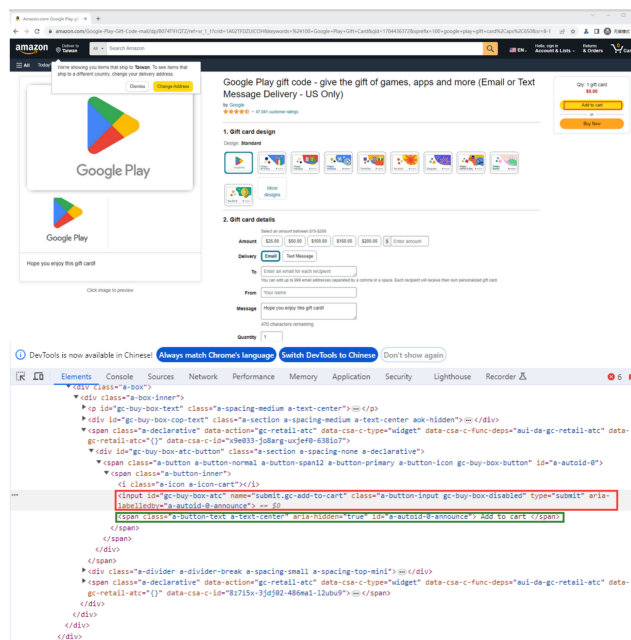 Amazon.com: Google Play gi
amazon.com/Google-Play-Gift-Code-mail/dp/B074TF1QTZ/ref=sr_1_1?crid=1A037FDZUICOX&keywords=%24100+Google+Play+Gift+Card&qid=1704436372&sprefix=100+google+play+gift+card%2Caps%2C650&sr=8-1
amazon
Deliver to
Taiwan
All
Search Amazon
EN
Hello, sign in
Account & Lists
Returns
& Orders
All
We're showing you items that ship to Taiwan. To see items that
ship to a different country, change your delivery address.
Dismiss
Change Address
Google Play
Google Play
Hope you enjoy this gift card!
Click image to preview
Google Play gift code - give the gift of games, apps and more (Email or Text
Message Delivery - US Only)
by Google
47,041 customer ratings
1. Gift card design
Design: Standard
More
designs
2. Gift card details
Select an amount between $10-$200
Amount $25.00 $50.00 $100.00 $150.00 $200.00 $ Enter amount
Delivery Email Text Message
To Enter an email for each recipient
You can add up to 999 email addresses separated by a comma or a space. Each recipient will receive their own personalized gift card.
From Your name
Message Hope you enjoy this gift card!
470 characters remaining
Quantity 1
Qty: 1 gift card
$0.00
Add to cart
or
Buy Now
DevTools is now available in Chinese! Always match Chrome's language Switch DevTools to Chinese Don't show again
Elements Console Sources Network Performance Memory Application Security Lighthouse Recorder 6
<div class="a-box">
<div class="a-box-inner">
<p id="gc-buy-box-text" class="a-spacing-medium a-text-center">…</p>
<div id="gc-buy-box-cop-text" class="a-section a-spacing-medium a-text-center aok-hidden">…</div>
<span class="a-declarative" data-action="gc-retail-atc" data-csa-c-type="widget" data-csa-c-func-deps="aui-da-gc-retail-atc" data-
gc-retail-atc="{}" data-csa-c-id="x9e033-jo8arg-uxjef0-638io7">
<div id="gc-buy-box-atc-button" class="a-section a-spacing-none a-declarative">
<span class="a-button a-button-normal a-button-span12 a-button-primary a-button-icon gc-buy-box-button" id="a-autoid-0">
<span class="a-button-inner">
<i class="a-icon a-icon-cart"></i>
<input id="gc-buy-box-atc" name="submit.gc-add-to-cart" class="a-button-input gc-buy-box-disabled" type="submit" aria-
labelledby="a-autoid-0-announce"> == $0
<span class="a-button-text a-text-center" aria-hidden="true" id="a-autoid-0-announce"> Add to cart </span>
</span>
</span>
</div>
</span>
<div class="a-divider a-divider-break a-spacing-small a-spacing-top-mini">…</div>
<span class="a-declarative" data-action="gc-retail-atc" data-csa-c-type="widget" data-csa-c-func-deps="aui-da-gc-retail-atc" data-
gc-retail-atc="{}" data-csa-c-id="8z7i5x-3jdj02-486ma1-l2ubu9">…</span>
</div>
</div>
</div>